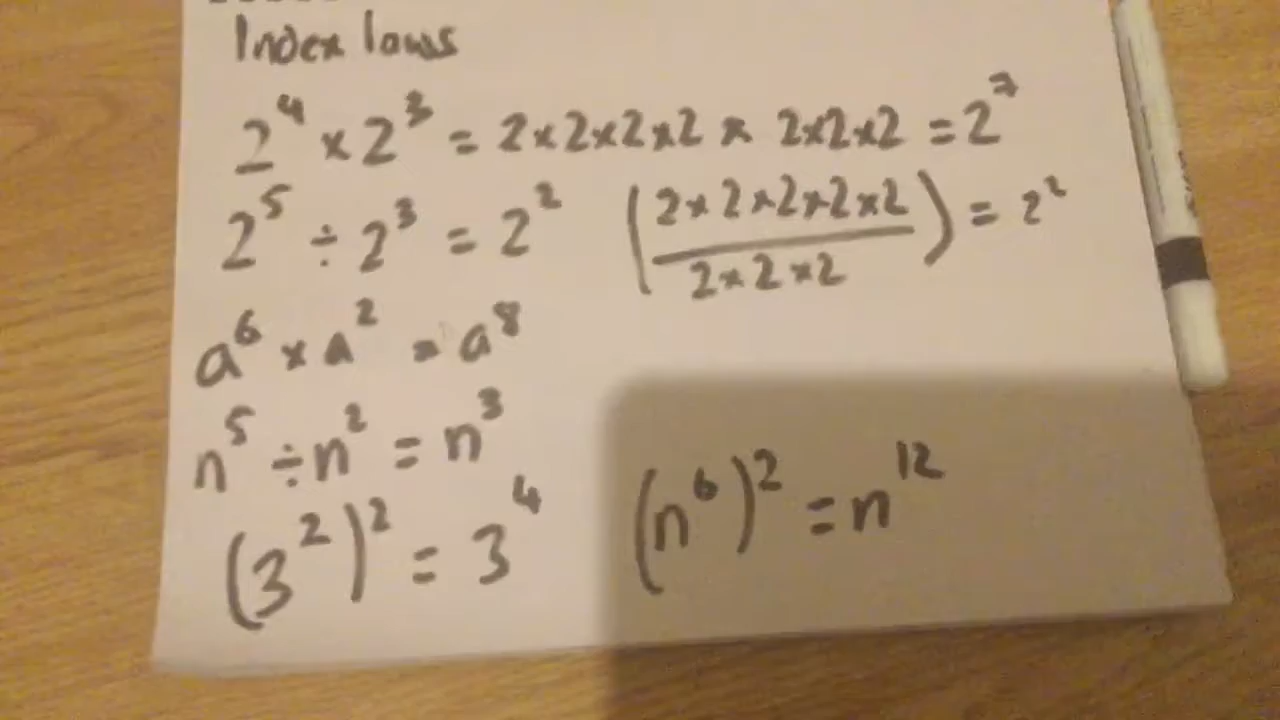 Index laws
2⁴ × 2³ = 2×2×2×2 × 2×2×2 = 2⁷
2⁵ ÷ 2³ = 2² (2×2×2×2×2 / 2×2×2) = 2²
a⁶ × a² = a⁸
n⁵ ÷ n² = n³
(3²)² = 3⁴ (n⁶)² = n¹²